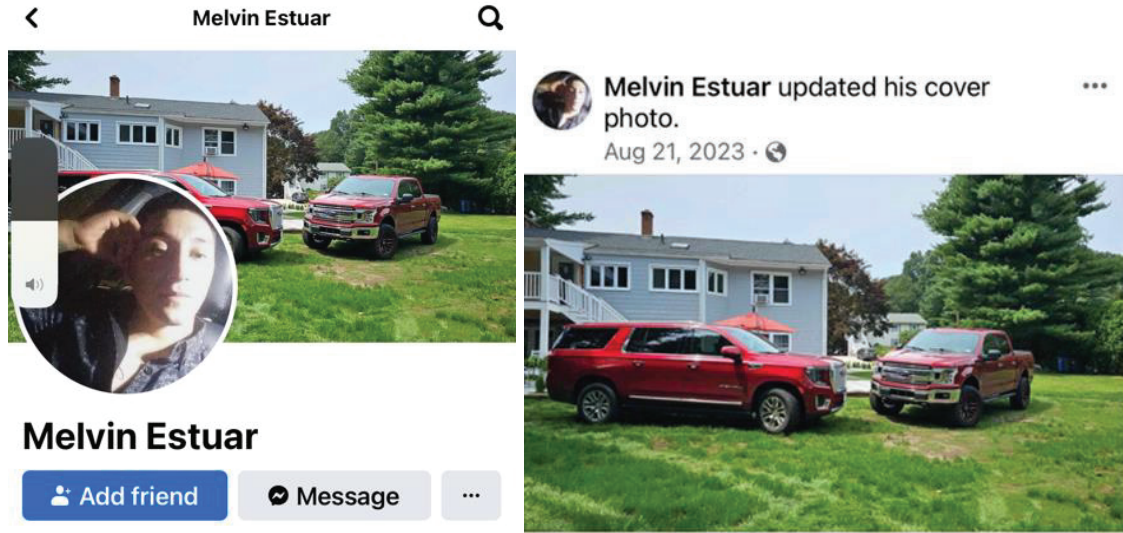 Melvin Estuar
Melvin Estuar
Add friend
Message
Melvin Estuar updated his cover
photo.
Aug 21, 2023 ·